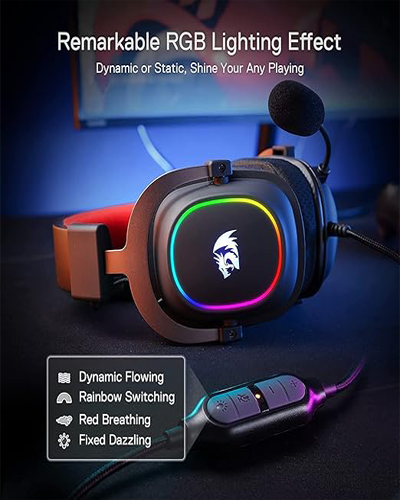 Remarkable RGB Lighting Effect
Dynamic or Static, Shine Your Any Playing
Dynamic Flowing
Rainbow Switching
Red Breathing
Fixed Dazzling